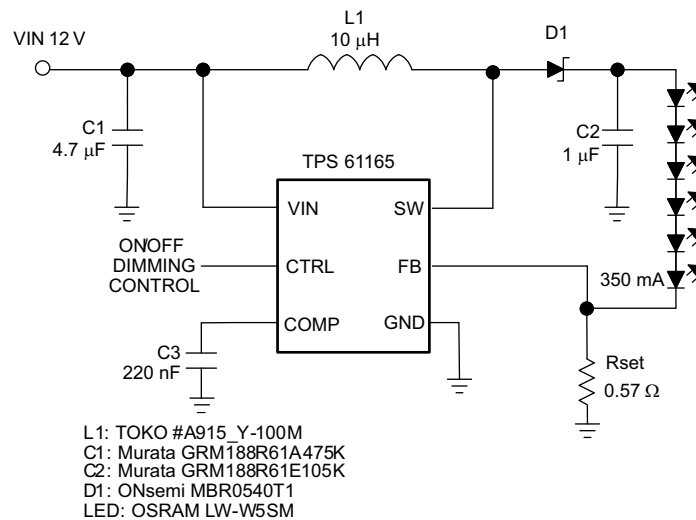 L1
10 μH
D1
VIN 12 V
C1
4.7 μF
C2
1 μF
TPS 61165
VIN
SW
ON/OFF
DIMMING
CONTROL
CTRL
FB
350 mA
COMP
GND
C3
220 nF
Rset
0.57 Ω
L1: TOKO #A915_Y-100M
C1: Murata GRM188R61A475K
C2: Murata GRM188R61E105K
D1: ONsemi MBR0540T1
LED: OSRAM LW-W5SM